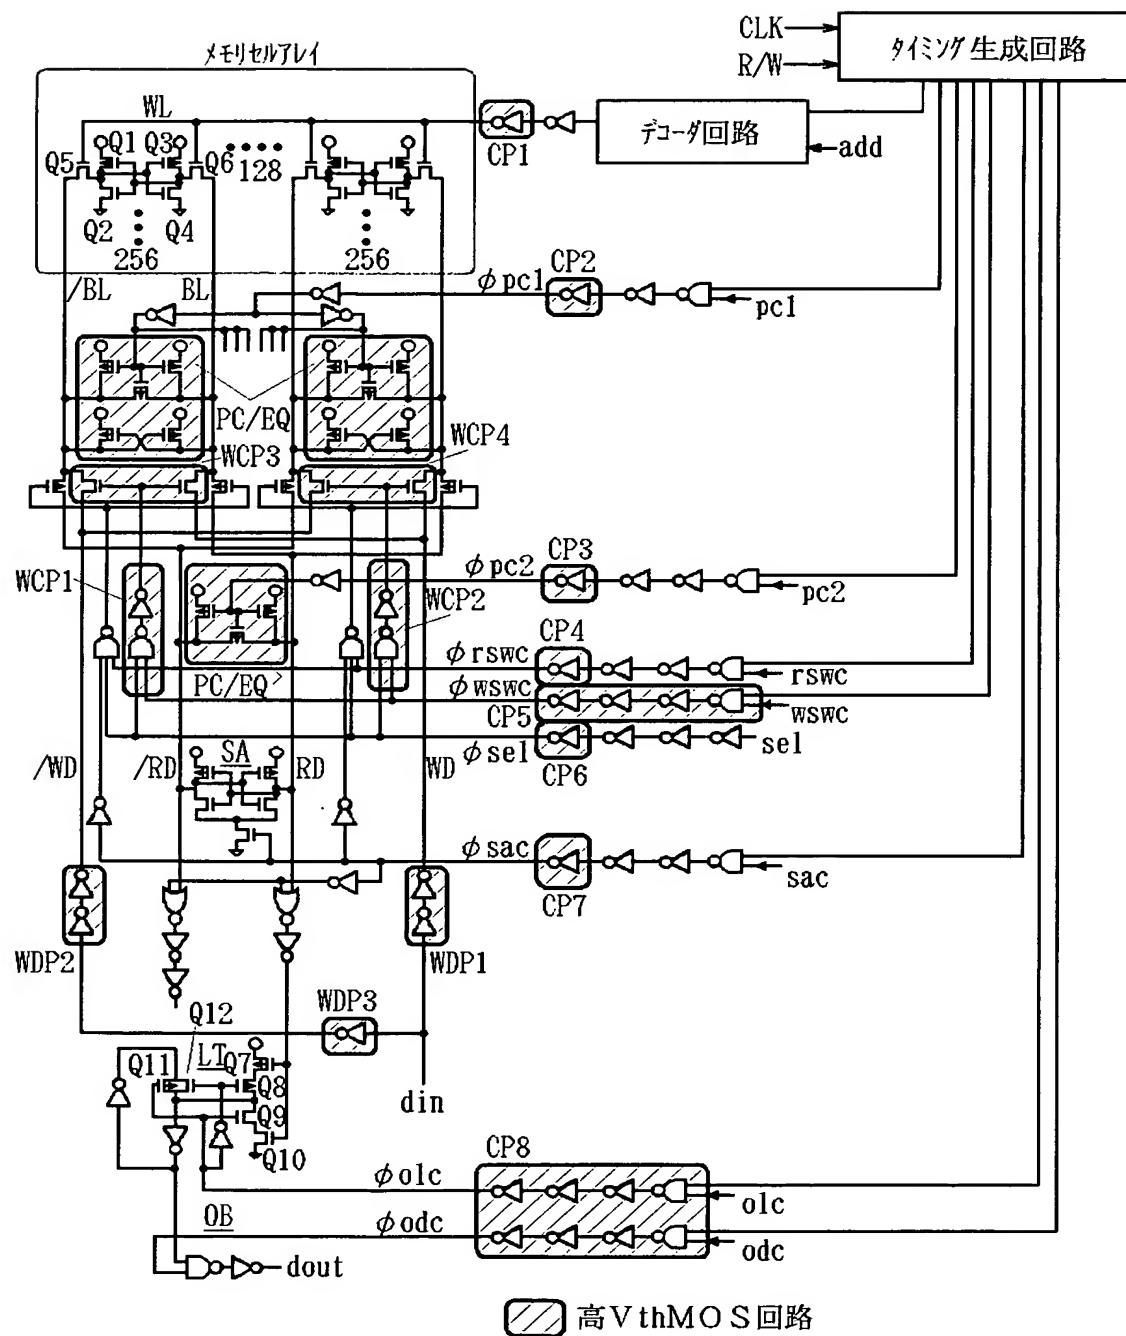 CLK
R/W
タイミング生成回路
メモリセルアレイ
WL
CP1
デコーダ回路
add
Q1
Q3
Q5
Q6
128
Q2
Q4
256
256
/BL
BL
φpc1
CP2
pc1
PC/EQ
WCP3
WCP4
WCP1
WCP2
φpc2
CP3
pc2
PC/EQ'
φrswc
CP4
rswc
φwswc
CP5
wswc
φsel
CP6
sel
/WD
/RD
SA
RD
WD
φsac
CP7
sac
WDP2
WDP1
WDP3
Q12
Q11
LT
Q7
Q8
Q9
Q10
din
CP8
φolc
olc
OB
φodc
odc
dout
高VthMOS回路